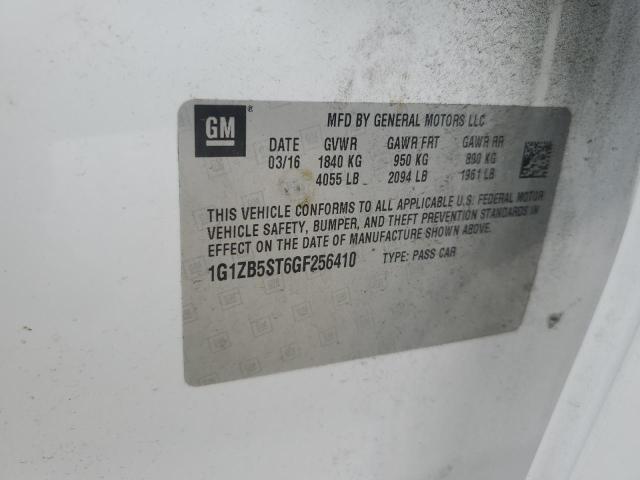 GM®
MFD BY GENERAL MOTORS LLC
DATE GVWR GAWR FRT GAWR RR
03/16 1840 KG 950 KG 890 KG
4055 LB 2094 LB 1961 LB
THIS VEHICLE CONFORMS TO ALL APPLICABLE U.S. FEDERAL MOTOR
VEHICLE SAFETY, BUMPER, AND THEFT PREVENTION STANDARDS IN
EFFECT ON THE DATE OF MANUFACTURE SHOWN ABOVE.
1G1ZB5ST6GF256410 TYPE: PASS CAR